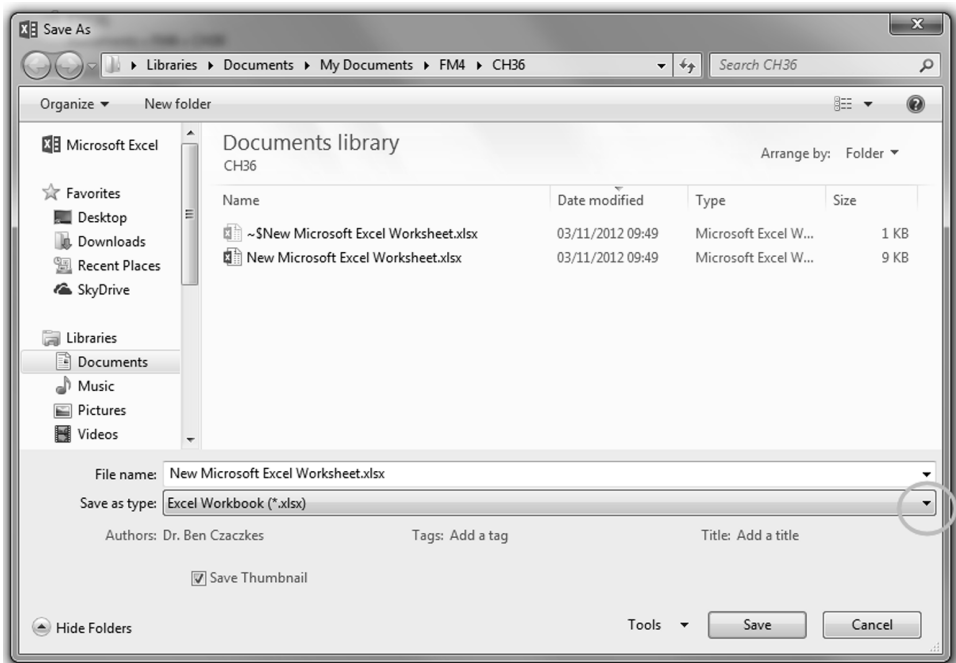 Save As
Libraries Documents My Documents FM4 CH36 Search CH36
Organize New folder
Microsoft Excel
Favorites
Desktop
Downloads
Recent Places
SkyDrive
Libraries
Documents
Music
Pictures
Videos
Documents library
CH36
Arrange by: Folder
Name Date modified Type Size
~$New Microsoft Excel Worksheet.xlsx 03/11/2012 09:49 Microsoft Excel W... 1 KB
New Microsoft Excel Worksheet.xlsx 03/11/2012 09:49 Microsoft Excel W... 9 KB
File name: New Microsoft Excel Worksheet.xlsx
Save as type: Excel Workbook (*.xlsx)
Authors: Dr. Ben Czaczkes Tags: Add a tag Title: Add a title
Save Thumbnail
Hide Folders Tools Save Cancel